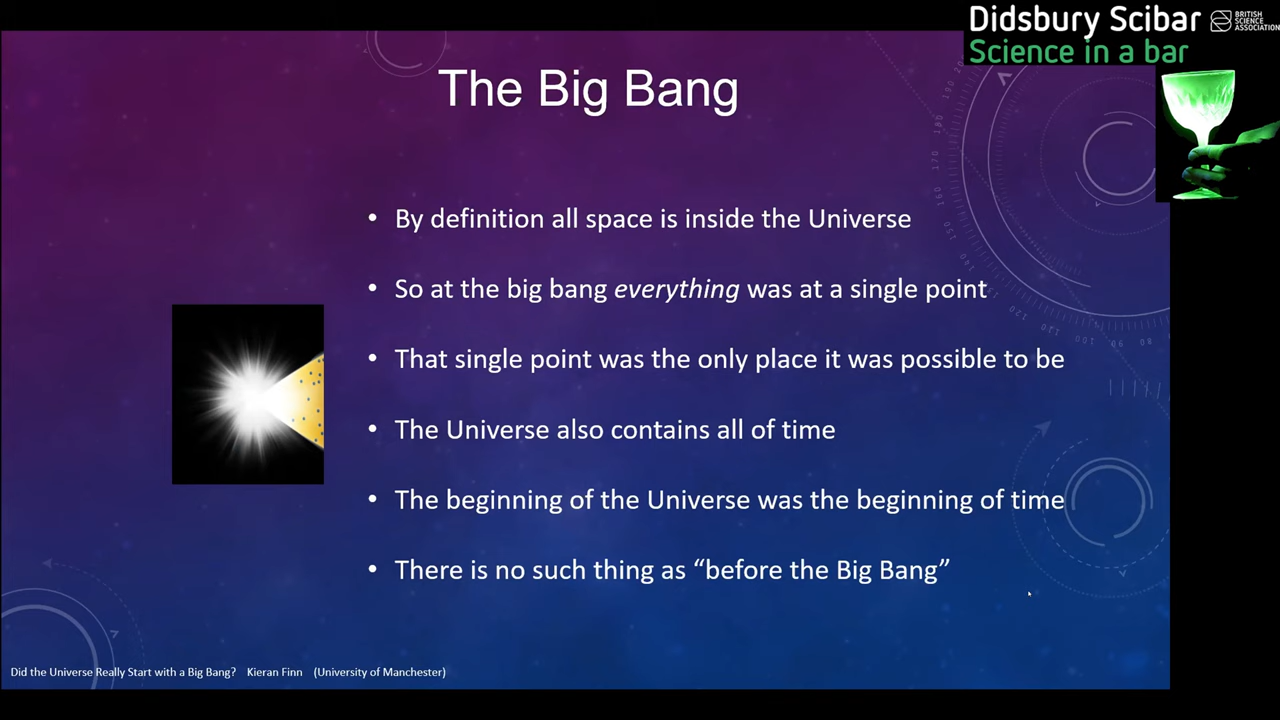 Didsbury Scibar
BRITISH
SCIENCE
ASSOCIATION
Science in a bar
The Big Bang
• By definition all space is inside the Universe
• So at the big bang everything was at a single point
• That single point was the only place it was possible to be
• The Universe also contains all of time
• The beginning of the Universe was the beginning of time
• There is no such thing as “before the Big Bang”
Did the Universe Really Start with a Big Bang? Kieran Finn (University of Manchester)